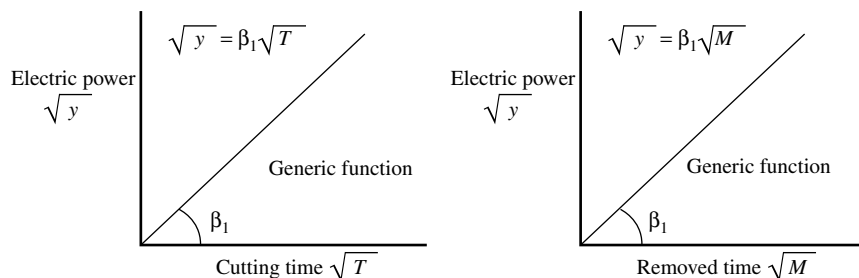 √y = β₁√T
Electric power
√y
Generic function
β₁
Cutting time √T
√y = β₁√M
Electric power
√y
Generic function
β₁
Removed time √M